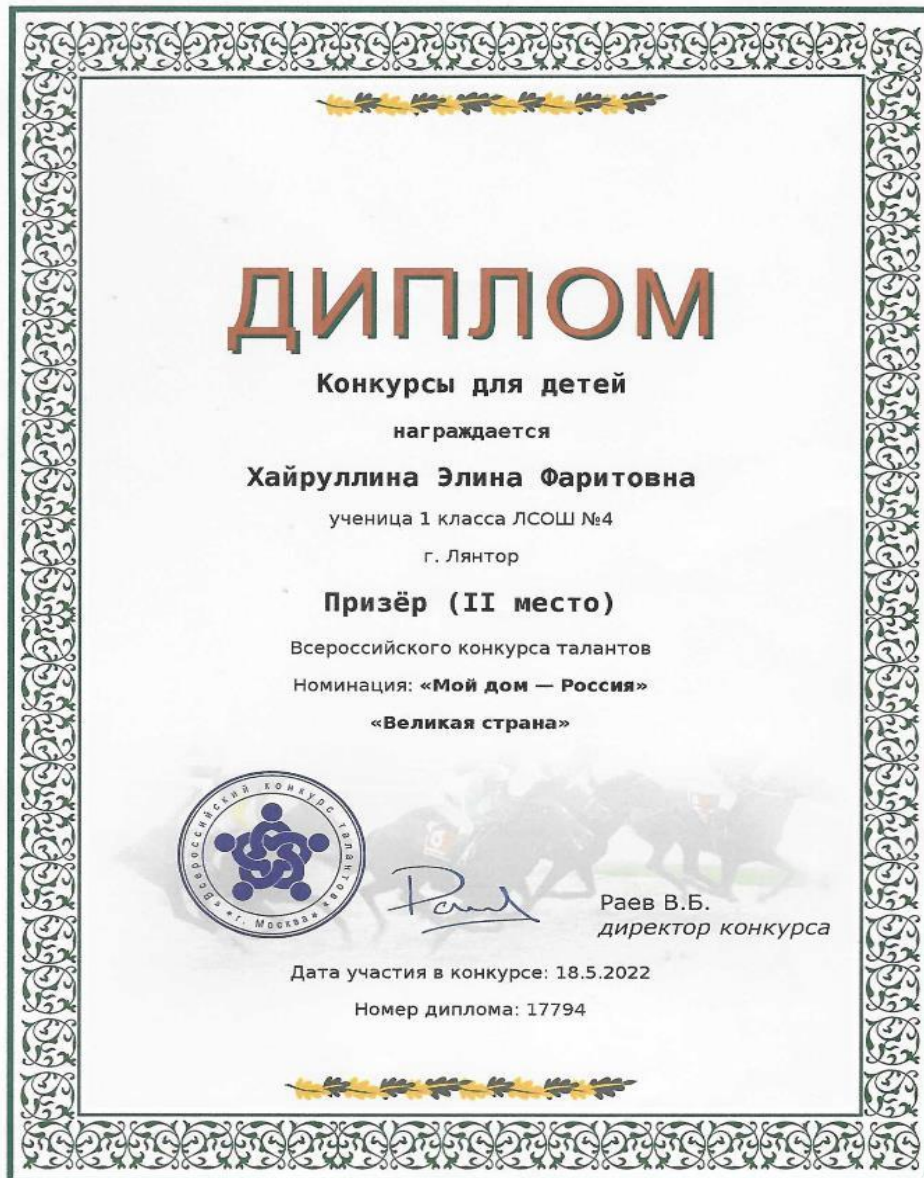 ДИПЛОМ
Конкурсы для детей
награждается
Хайруллина Элина Фаритовна
ученица 1 класса ЛСОШ №4
г. Лянтор
Призёр (II место)
Всероссийского конкурса талантов
Номинация: «Мой дом — Россия»
«Великая страна»
«Всероссийский конкурс талантов»
* г. Москва *
Раев В.Б.
директор конкурса
Дата участия в конкурсе: 18.5.2022
Номер диплома: 17794